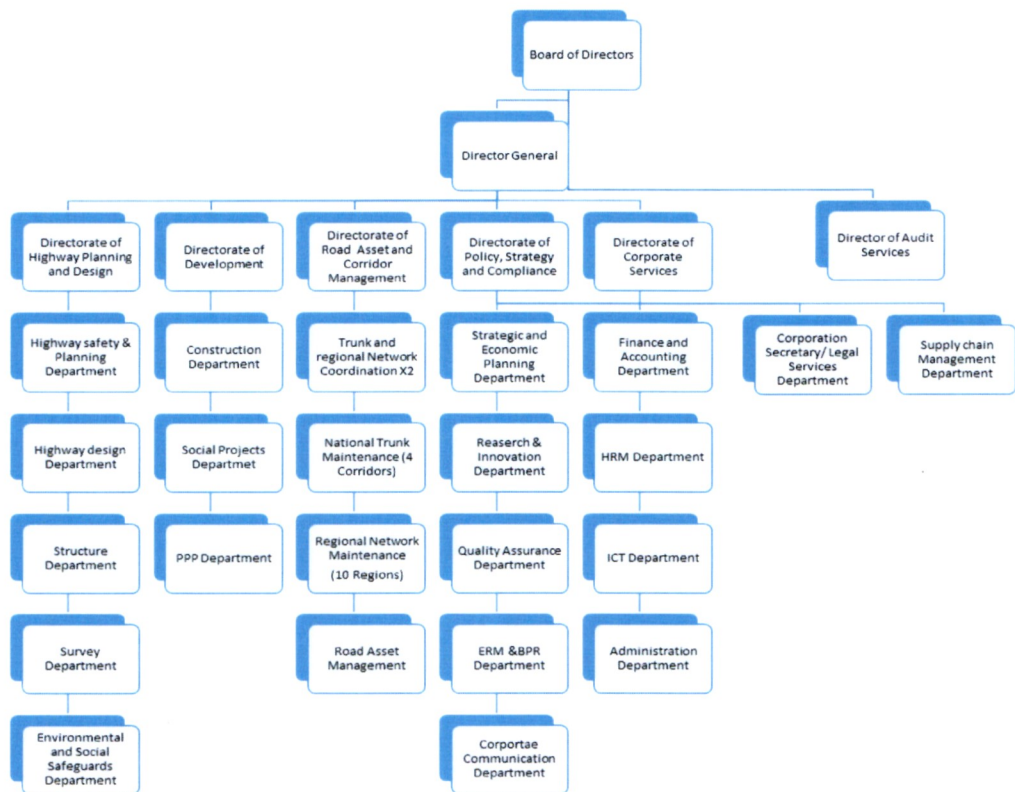 Board of Directors
Director General
Directorate of
Highway Planning
and Design
Directorate of
Development
Directorate of
Road Asset and
Corridor
Management
Directorate of
Policy, Strategy
and Compliance
Directorate of
Corporate
Services
Director of Audit
Services
Highway safety &
Planning
Department
Construction
Department
Trunk and
regional Network
Coordination X2
Strategic and
Economic
Planning
Department
Finance and
Accounting
Department
Corporation
Secretary/ Legal
Services
Department
Supply chain
Management
Department
Highway design
Department
Social Projects
Departmet
National Trunk
Maintenance (4
Corridors)
Reaserch &
Innovation
Department
HRM Department
Structure
Department
PPP Department
Regional Network
Maintenance
(10 Regions)
Quality Assurance
Department
ICT Department
Survey
Department
Road Asset
Management
ERM &BPR
Department
Administration
Department
Environmental
and Social
Safeguards
Department
Corportae
Communication
Department